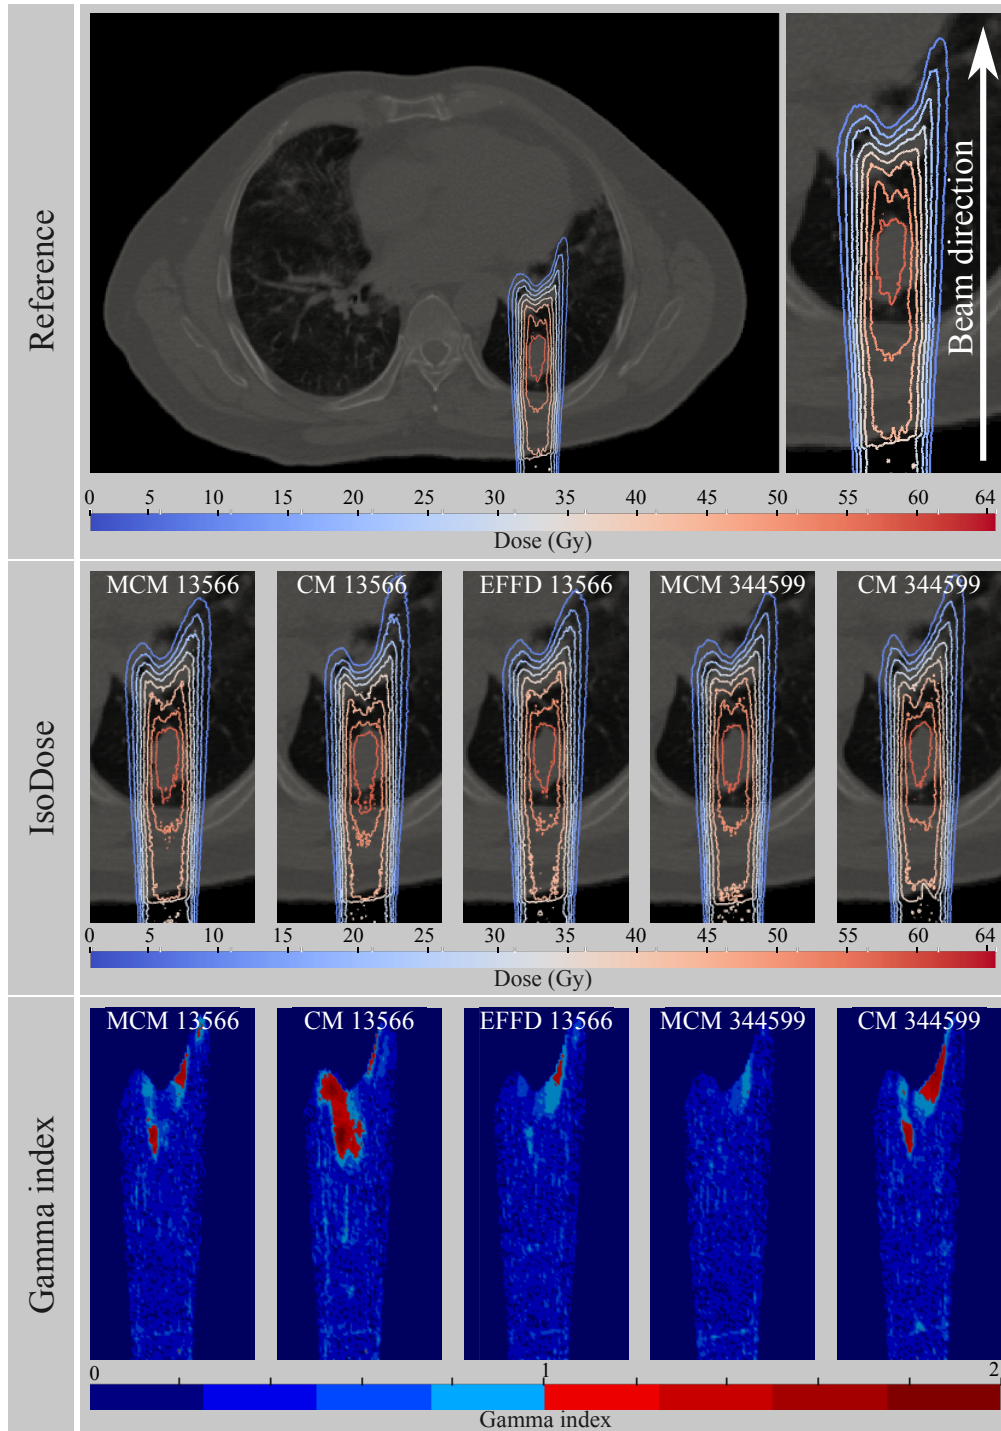 Reference
Beam direction
0 5 10 15 20 25 30 35 40 45 50 55 60 64
Dose (Gy)
IsoDose
MCM 13566 CM 13566 EFFD 13566 MCM 344599 CM 344599
0 5 10 15 20 25 30 35 40 45 50 55 60 64
Dose (Gy)
Gamma index
MCM 13566 CM 13566 EFFD 13566 MCM 344599 CM 344599
0 1 2
Gamma index